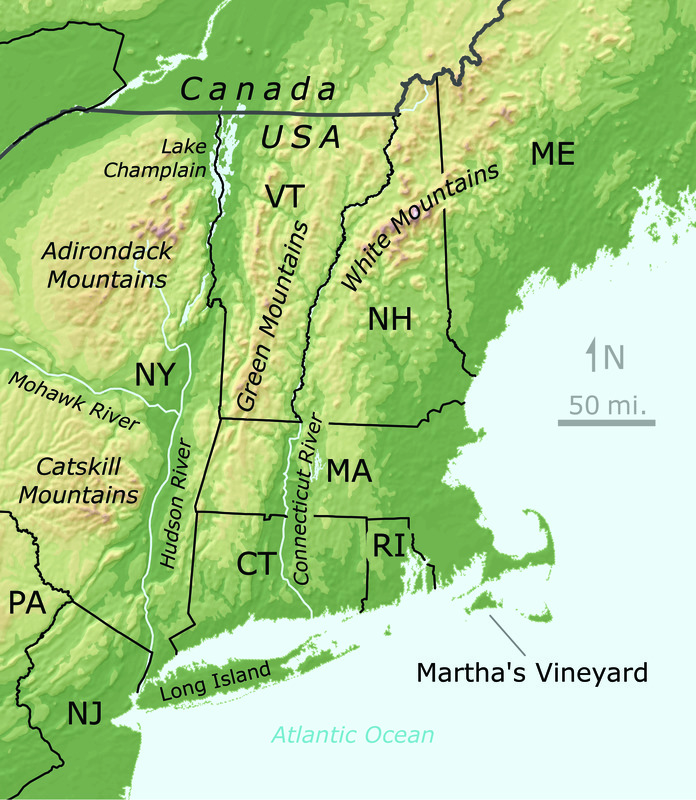 Canada
USA
Lake
Champlain
VT
ME
White Mountains
Adirondack
Mountains
Green Mountains
NH
N
NY
50 mi.
Mohawk River
Catskill
Mountains
Hudson River
Connecticut River
MA
RI
CT
PA
Martha's Vineyard
Long Island
NJ
Atlantic Ocean